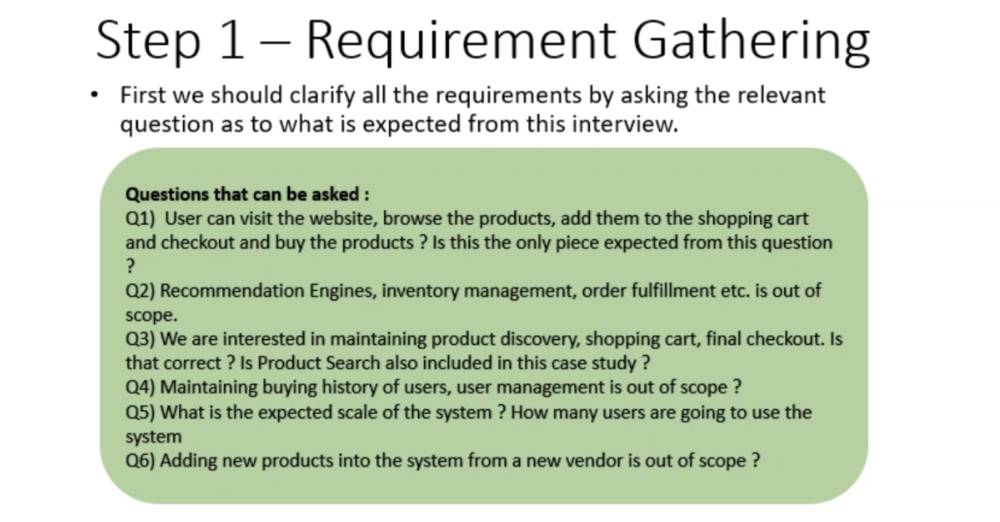 Step 1 – Requirement Gathering
• First we should clarify all the requirements by asking the relevant
question as to what is expected from this interview.
Questions that can be asked :
Q1) User can visit the website, browse the products, add them to the shopping cart
and checkout and buy the products ? Is this the only piece expected from this question
?
Q2) Recommendation Engines, inventory management, order fulfillment etc. is out of
scope.
Q3) We are interested in maintaining product discovery, shopping cart, final checkout. Is
that correct ? Is Product Search also included in this case study ?
Q4) Maintaining buying history of users, user management is out of scope ?
Q5) What is the expected scale of the system ? How many users are going to use the
system
Q6) Adding new products into the system from a new vendor is out of scope ?